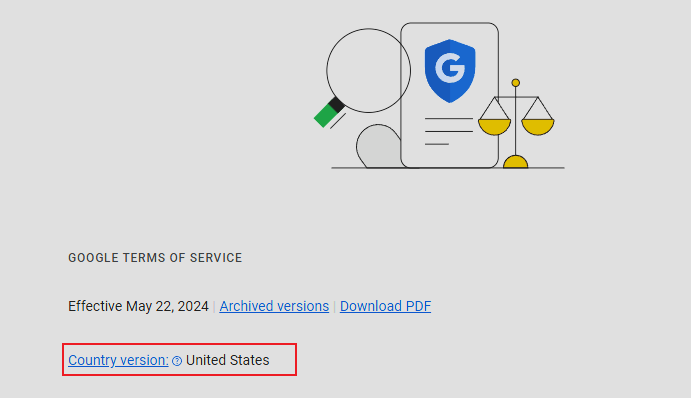 G
GOOGLE TERMS OF SERVICE
Effective May 22, 2024 | Archived versions | Download PDF
Country version: ? United States